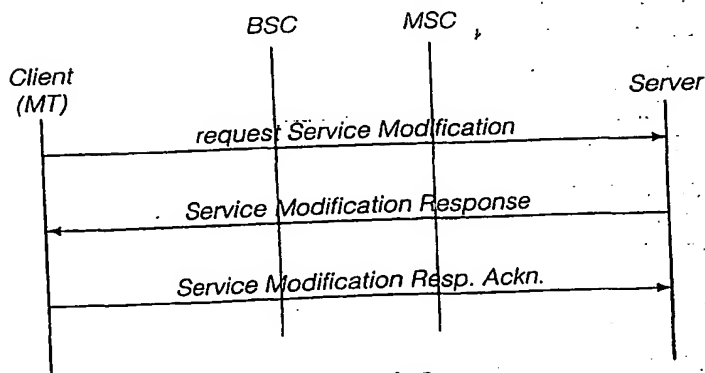 BSC
MSC
Client
(MT)
Server
request Service Modification
Service Modification Response
Service Modification Resp. Ackn.